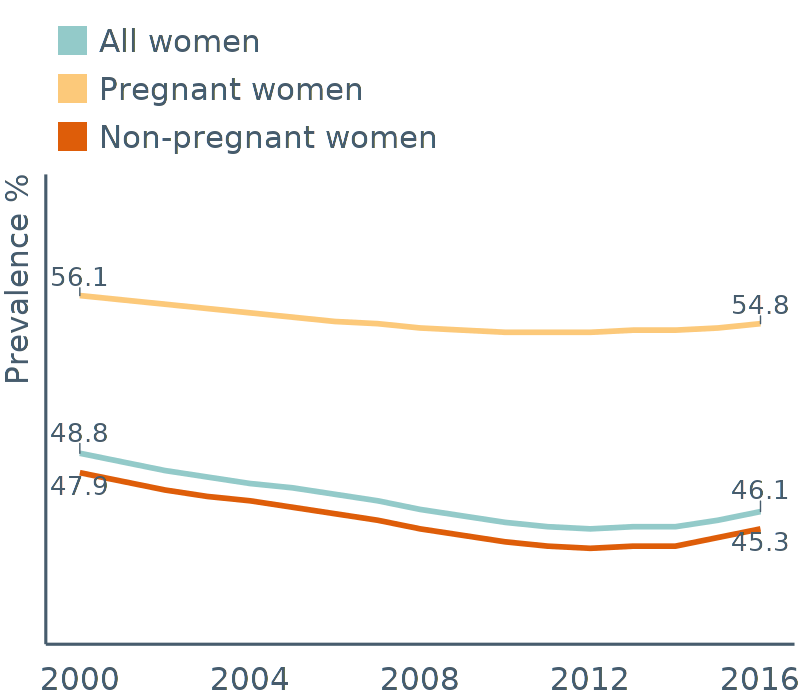 All women
Pregnant women
Non-pregnant women
Prevalence %
56.1
54.8
48.8
47.9
46.1
45.3
2000 2004 2008 2012 2016